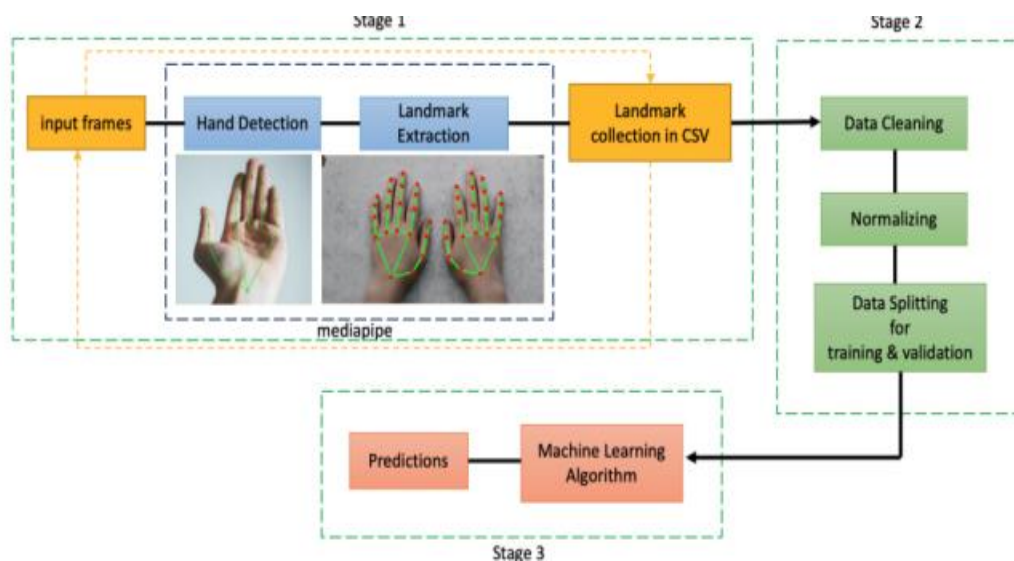 Stage 1
Stage 2
input frames
Hand Detection
Landmark
Extraction
Landmark
collection in CSV
Data Cleaning
Normalizing
Data Splitting
for
training & validation
mediapipe
Predictions
Machine Learning
Algorithm
Stage 3